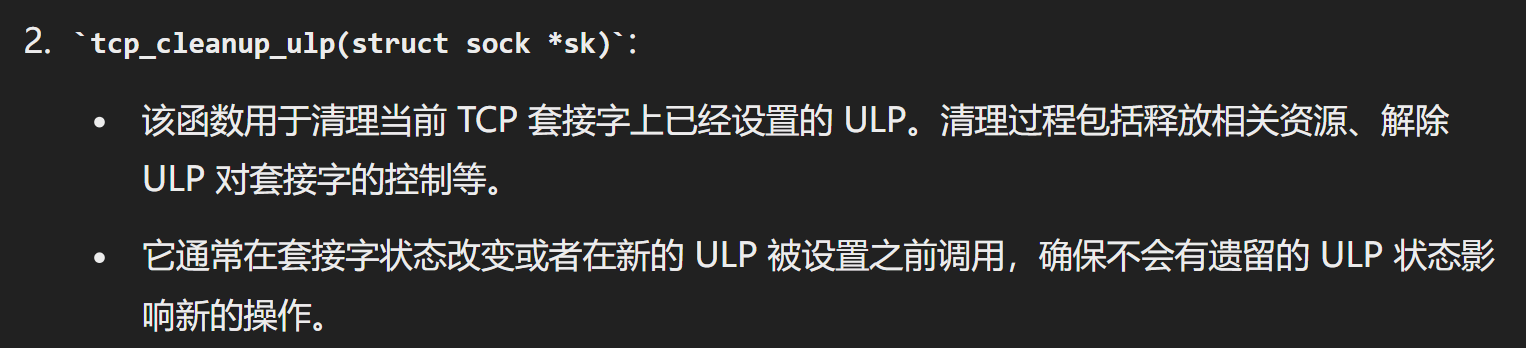 2. `tcp_cleanup_ulp(struct sock *sk)`:
• 该函数用于清理当前 TCP 套接字上已经设置的 ULP。清理过程包括释放相关资源、解除
ULP 对套接字的控制等。
• 它通常在套接字状态改变或者在新的 ULP 被设置之前调用，确保不会有遗留的 ULP 状态影
响新的操作。